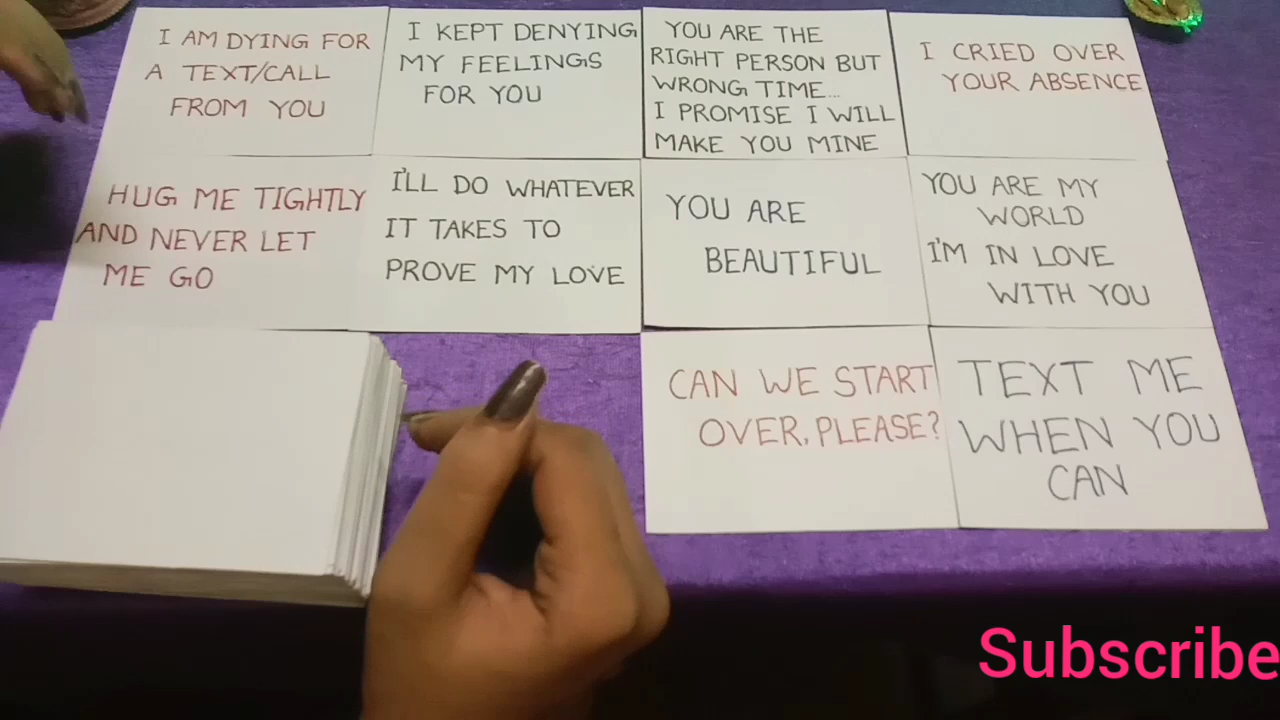 I AM DYING FOR
A TEXT/CALL
FROM YOU
I KEPT DENYING
MY FEELINGS
FOR YOU
YOU ARE THE
RIGHT PERSON BUT
WRONG TIME...
I PROMISE I WILL
MAKE YOU MINE
I CRIED OVER
YOUR ABSENCE
HUG ME TIGHTLY
AND NEVER LET
ME GO
I'LL DO WHATEVER
IT TAKES TO
PROVE MY LOVE
YOU ARE
BEAUTIFUL
YOU ARE MY
WORLD
I'M IN LOVE
WITH YOU
CAN WE START
OVER, PLEASE?
TEXT ME
WHEN YOU
CAN
Subscribe